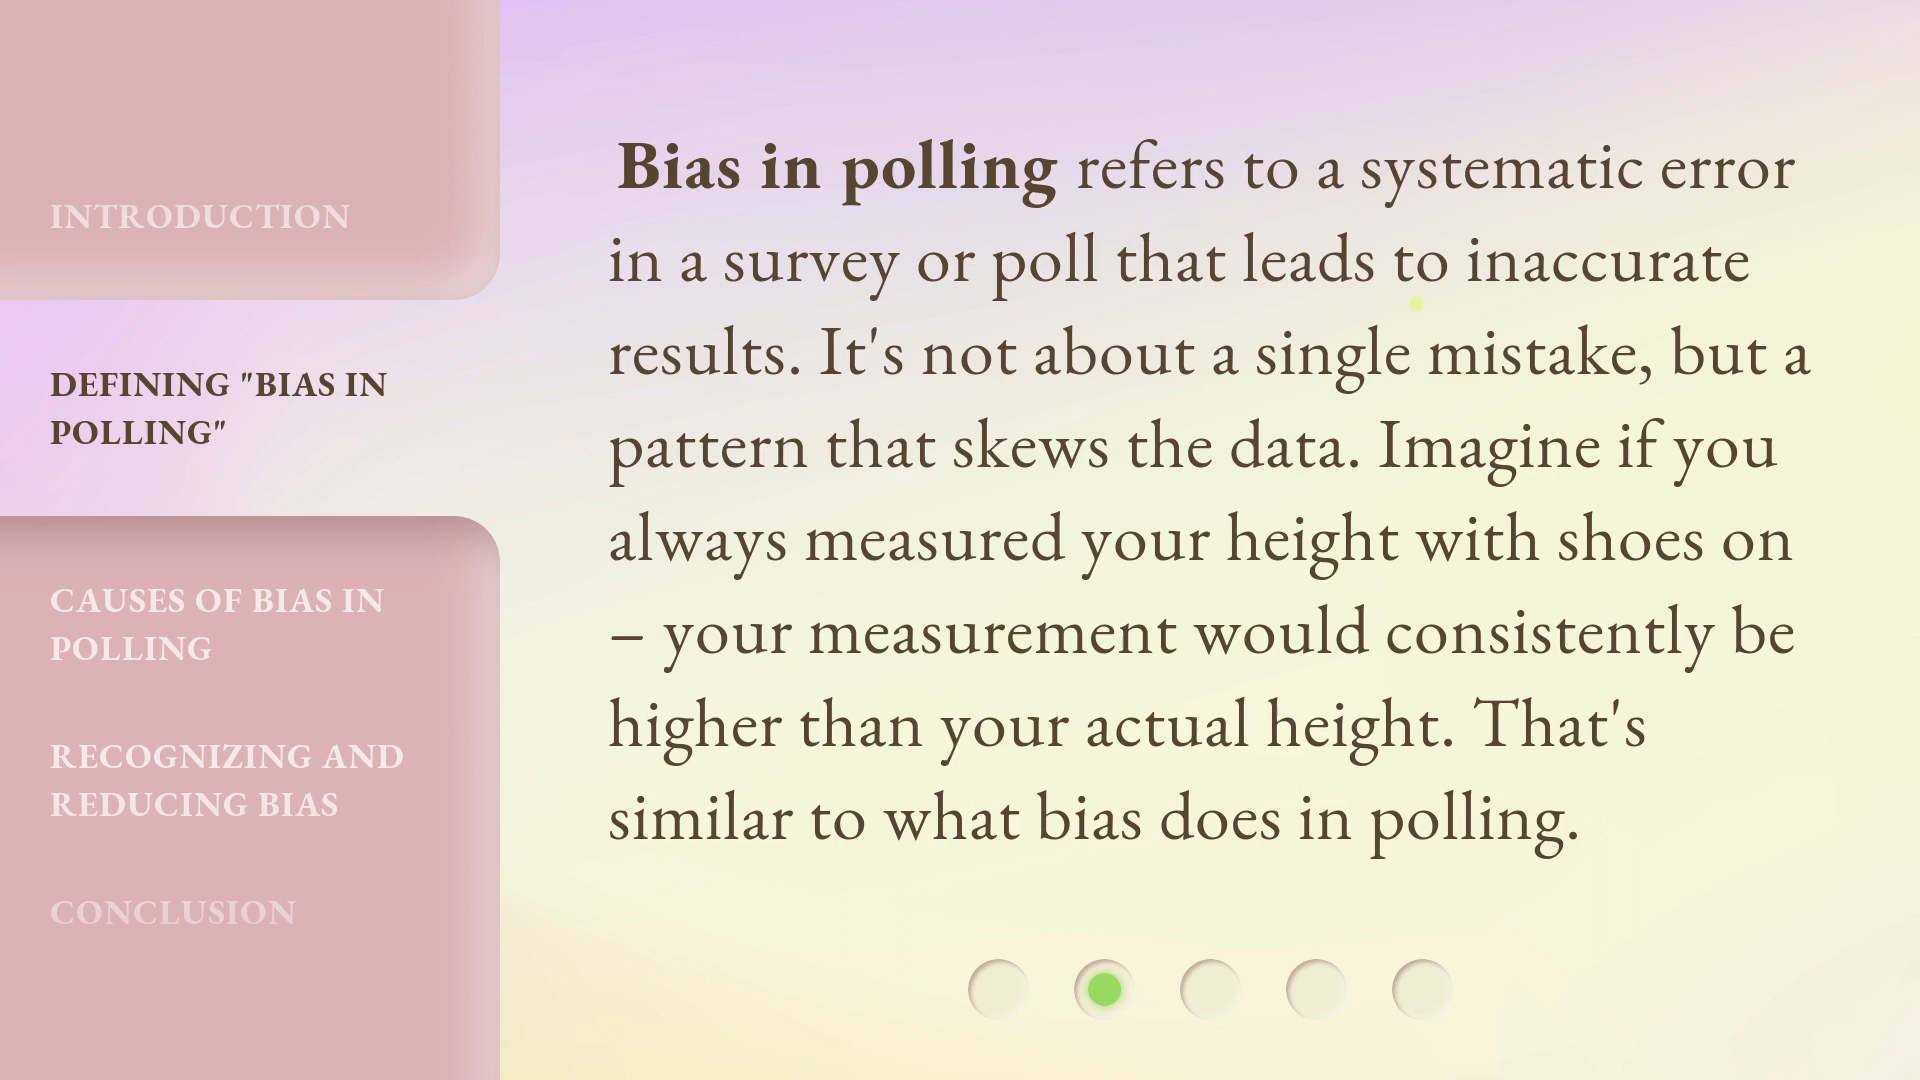 INTRODUCTION
DEFINING "BIAS IN
POLLING"
CAUSES OF BIAS IN
POLLING
RECOGNIZING AND
REDUCING BIAS
CONCLUSION
Bias in polling refers to a systematic error
in a survey or poll that leads to inaccurate
results. It's not about a single mistake, but a
pattern that skews the data. Imagine if you
always measured your height with shoes on
– your measurement would consistently be
higher than your actual height. That's
similar to what bias does in polling.